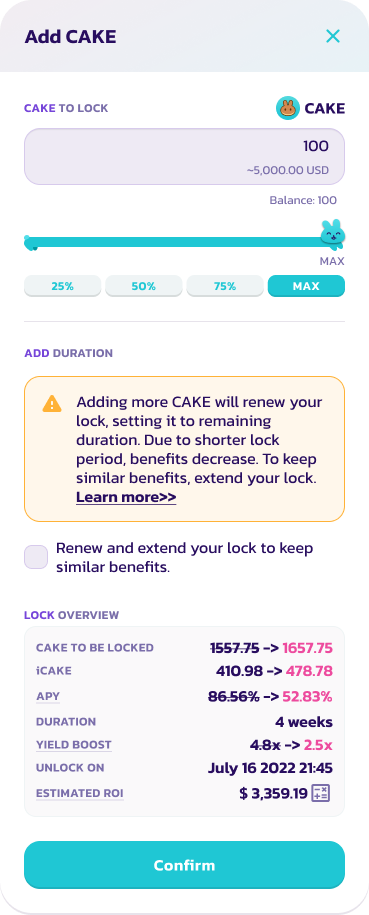 Add CAKE
CAKE TO LOCK
CAKE
100
~5,000.00 USD
Balance: 100
MAX
25% 50% 75% MAX
ADD DURATION
Adding more CAKE will renew your
lock, setting it to remaining
duration. Due to shorter lock
period, benefits decrease. To keep
similar benefits, extend your lock.
Learn more>>
Renew and extend your lock to keep
similar benefits.
LOCK OVERVIEW
CAKE TO BE LOCKED 1557.75 -> 1657.75
iCAKE 410.98 -> 478.78
APY 86.56% -> 52.83%
DURATION 4 weeks
YIELD BOOST 4.8x -> 2.5x
UNLOCK ON July 16 2022 21:45
ESTIMATED ROI $ 3,359.19
Confirm